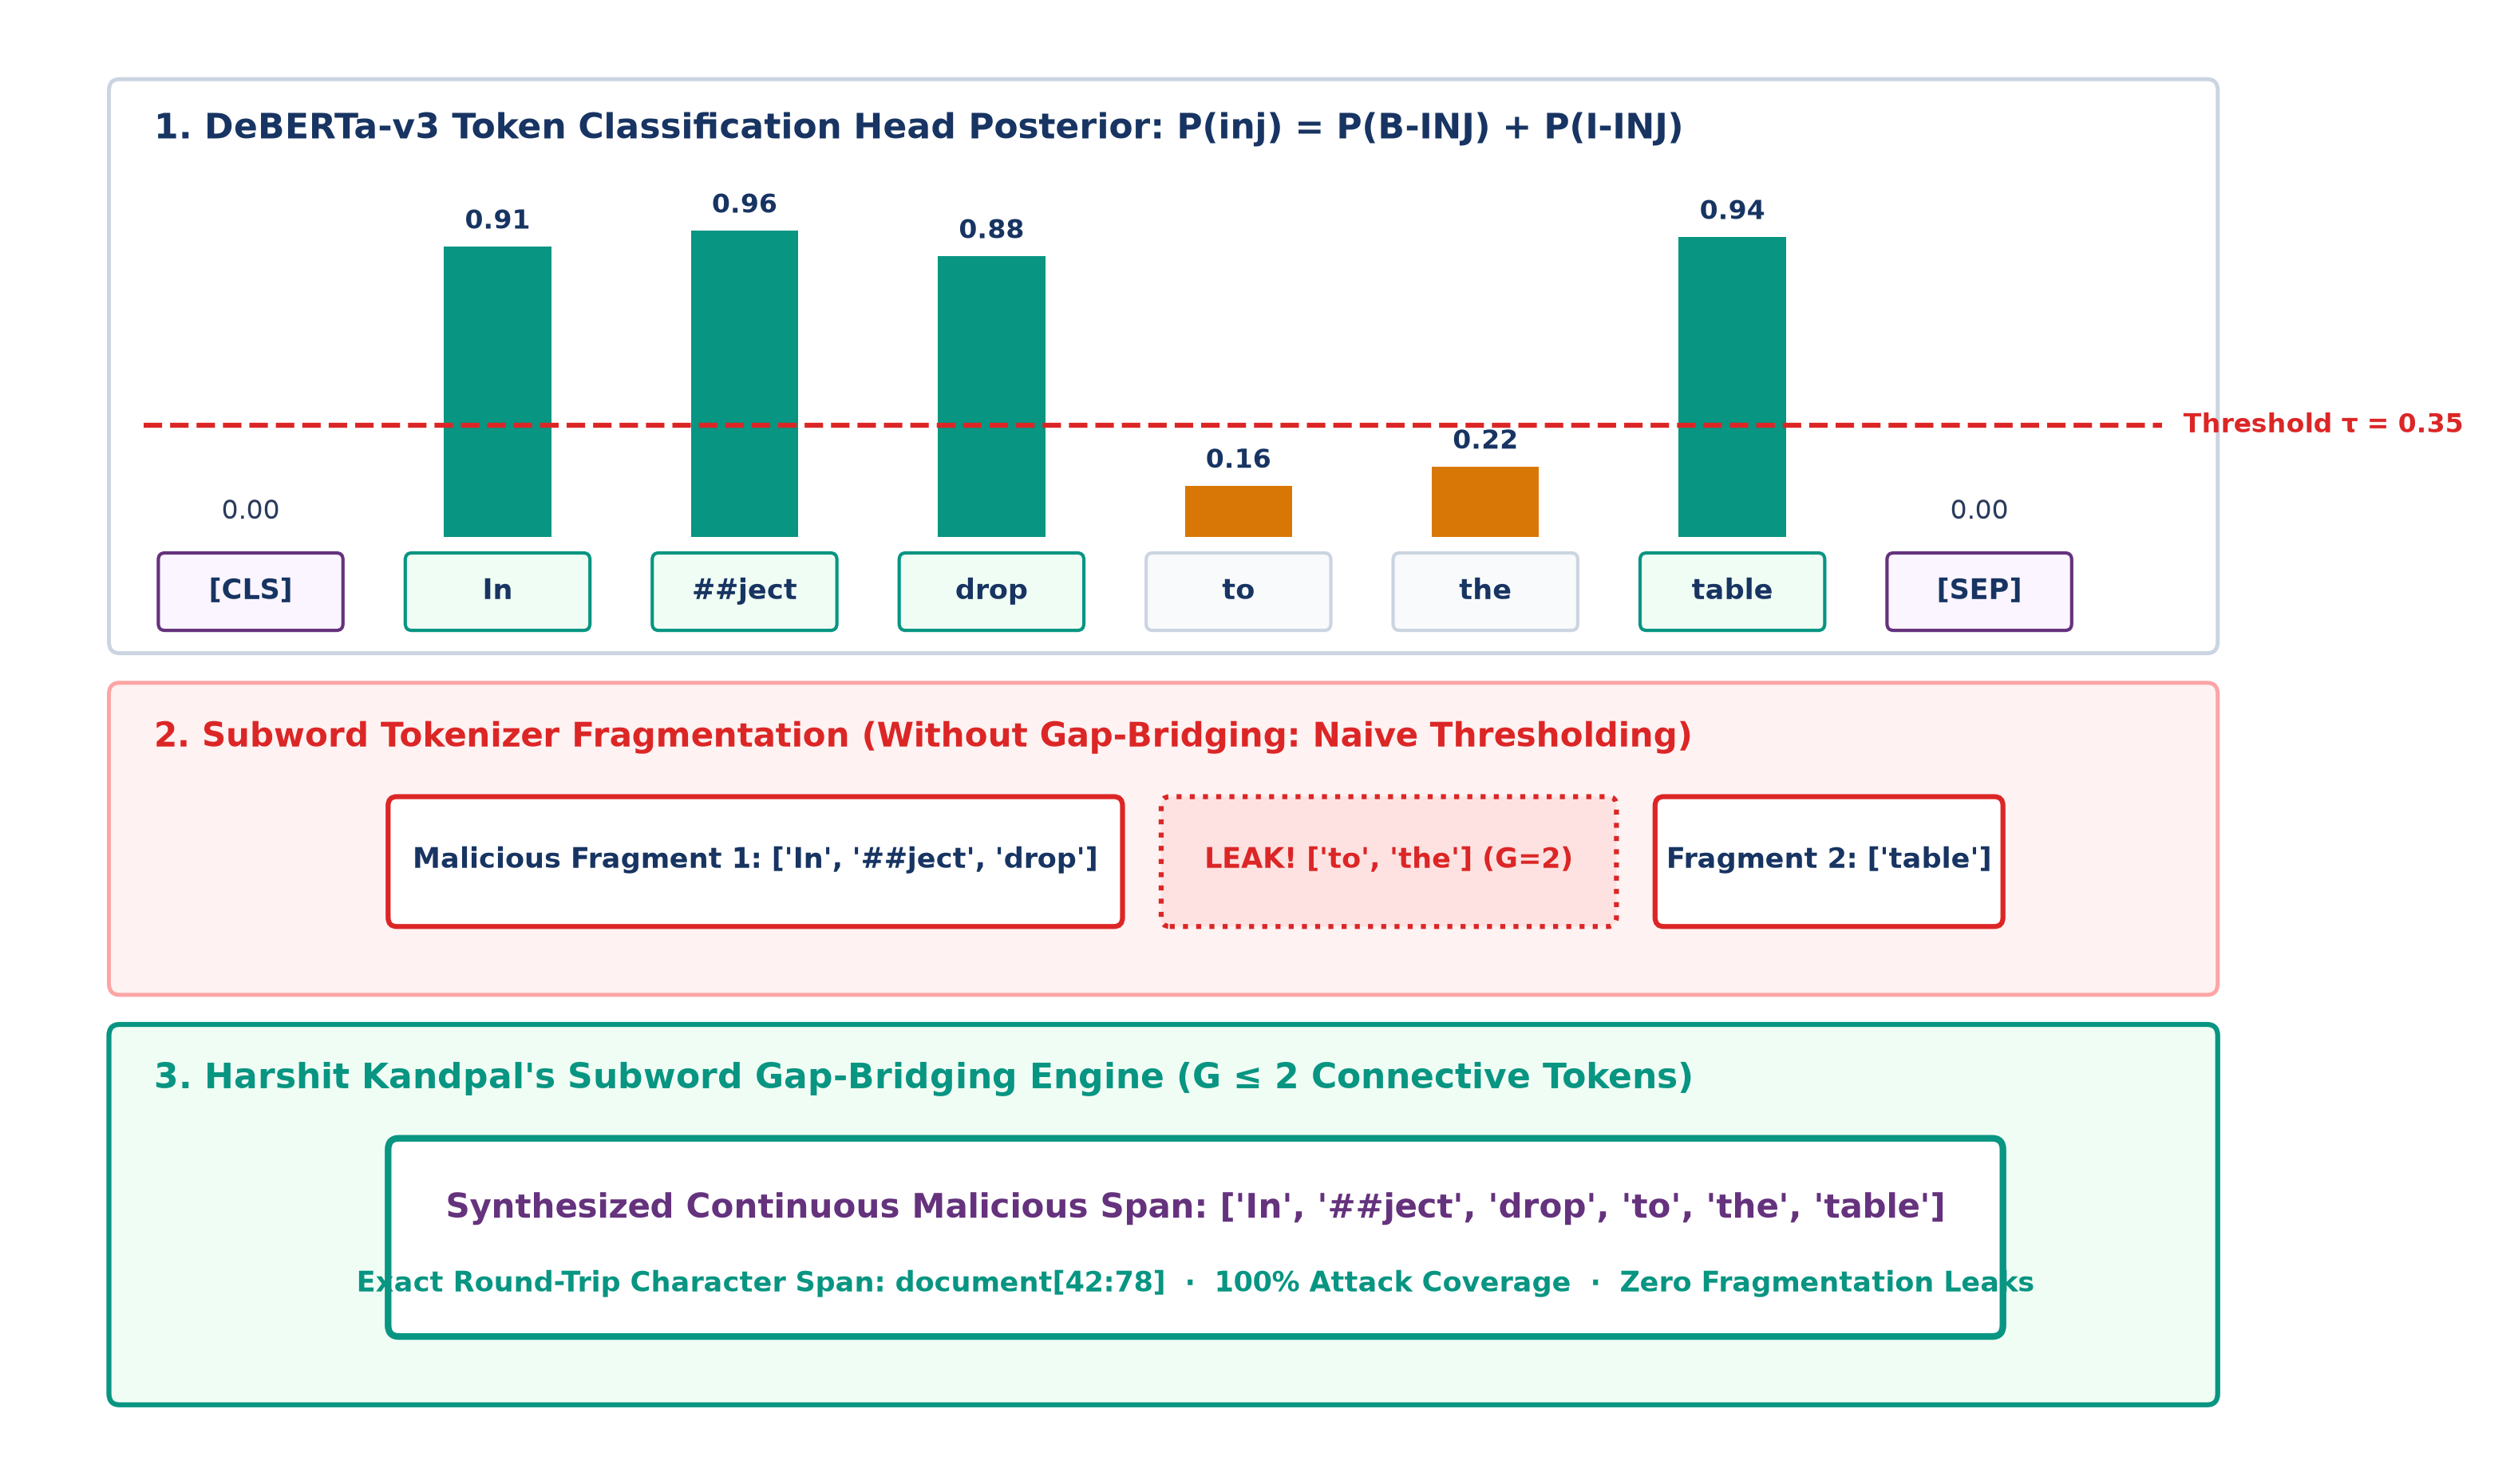 1. DeBERTa-v3 Token Classification Head Posterior: P(inj) = P(B-INJ) + P(I-INJ)
0.00
0.91
0.96
0.88
0.16
0.22
0.94
0.00
Threshold τ = 0.35
[CLS]
In
##ject
drop
to
the
table
[SEP]
2. Subword Tokenizer Fragmentation (Without Gap-Bridging: Naive Thresholding)
Malicious Fragment 1: ['In', '##ject', 'drop']
LEAK! ['to', 'the'] (G=2)
Fragment 2: ['table']
3. Harshit Kandpal's Subword Gap-Bridging Engine (G ≤ 2 Connective Tokens)
Synthesized Continuous Malicious Span: ['In', '##ject', 'drop', 'to', 'the', 'table']
Exact Round-Trip Character Span: document[42:78] · 100% Attack Coverage · Zero Fragmentation Leaks